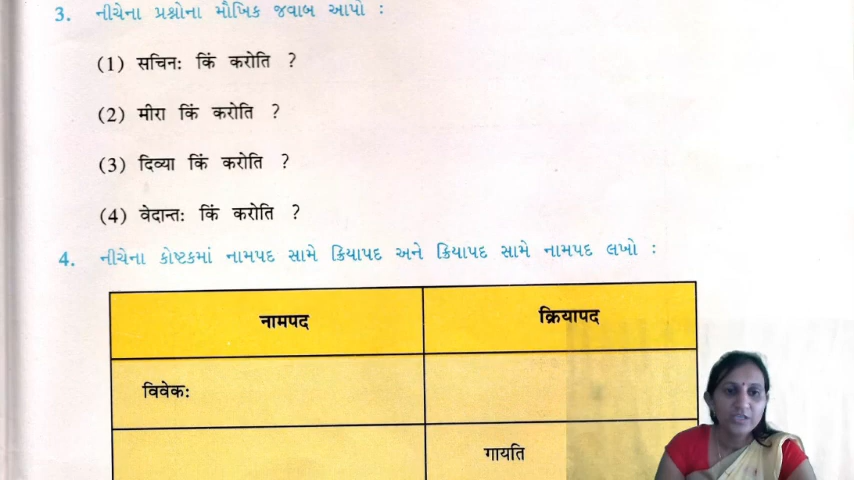 3. નીચેના પ્રશ્નોના મૌખિક જવાબ આપો :
(1) सचिनः किं करोति ?
(2) मीरा किं करोति ?
(3) दिव्या किं करोति ?
(4) वेदान्तः किं करोति ?
4. નીચેના કોષ્ટકમાં નામપદ સામે ક્રિયાપદ અને ક્રિયાપદ સામે નામપદ લખો :
नामपद क्रियापद
विवेकः
गायति